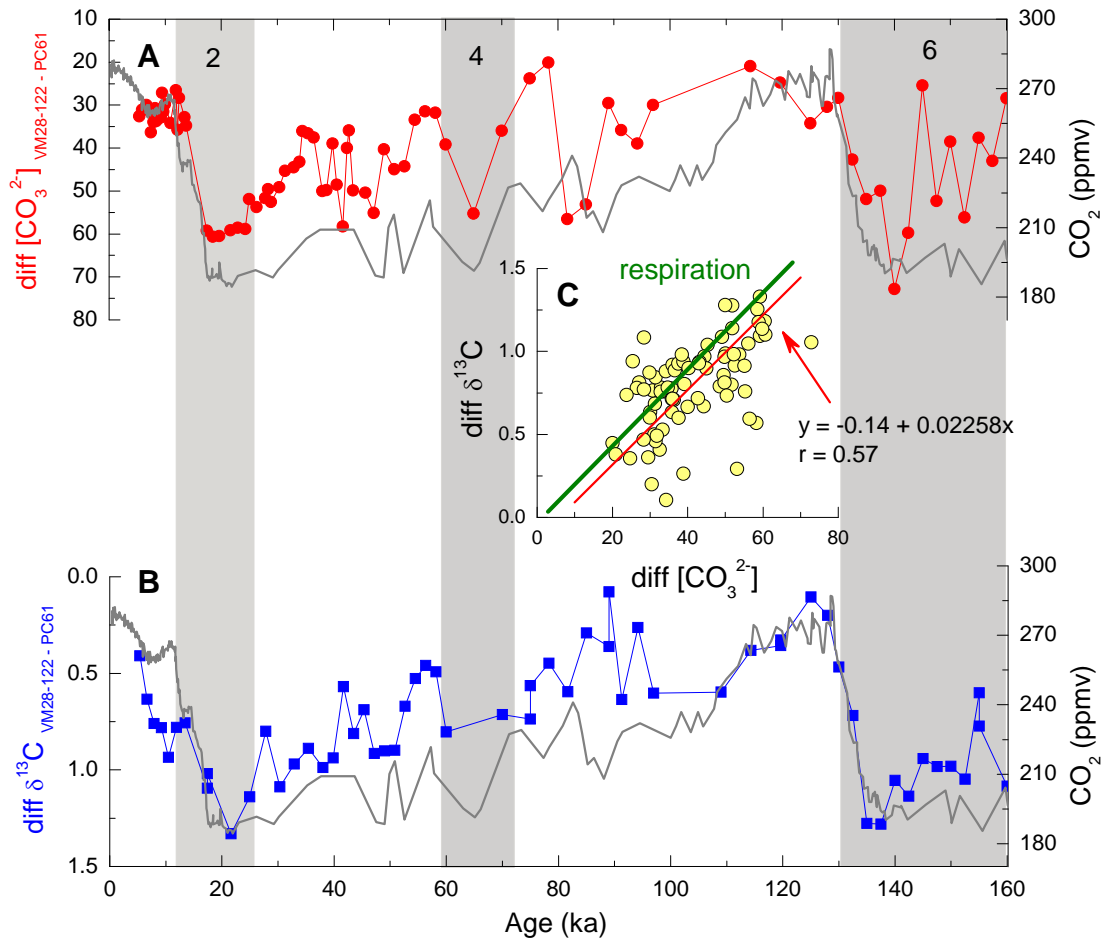 A
2
4
6
10
20
30
40
50
60
70
80
diff [CO₃²⁻] VM28-122 - PC61
300
270
240
210
180
CO₂ (ppmv)
C
respiration
1.5
1.0
0.5
0.0
diff δ¹³C
y = -0.14 + 0.02258x
r = 0.57
0 20 40 60 80
diff [CO₃²⁻]
B
0.0
0.5
1.0
1.5
diff δ¹³C VM28-122 - PC61
300
270
240
210
180
CO₂ (ppmv)
0 20 40 60 80 100 120 140 160
Age (ka)